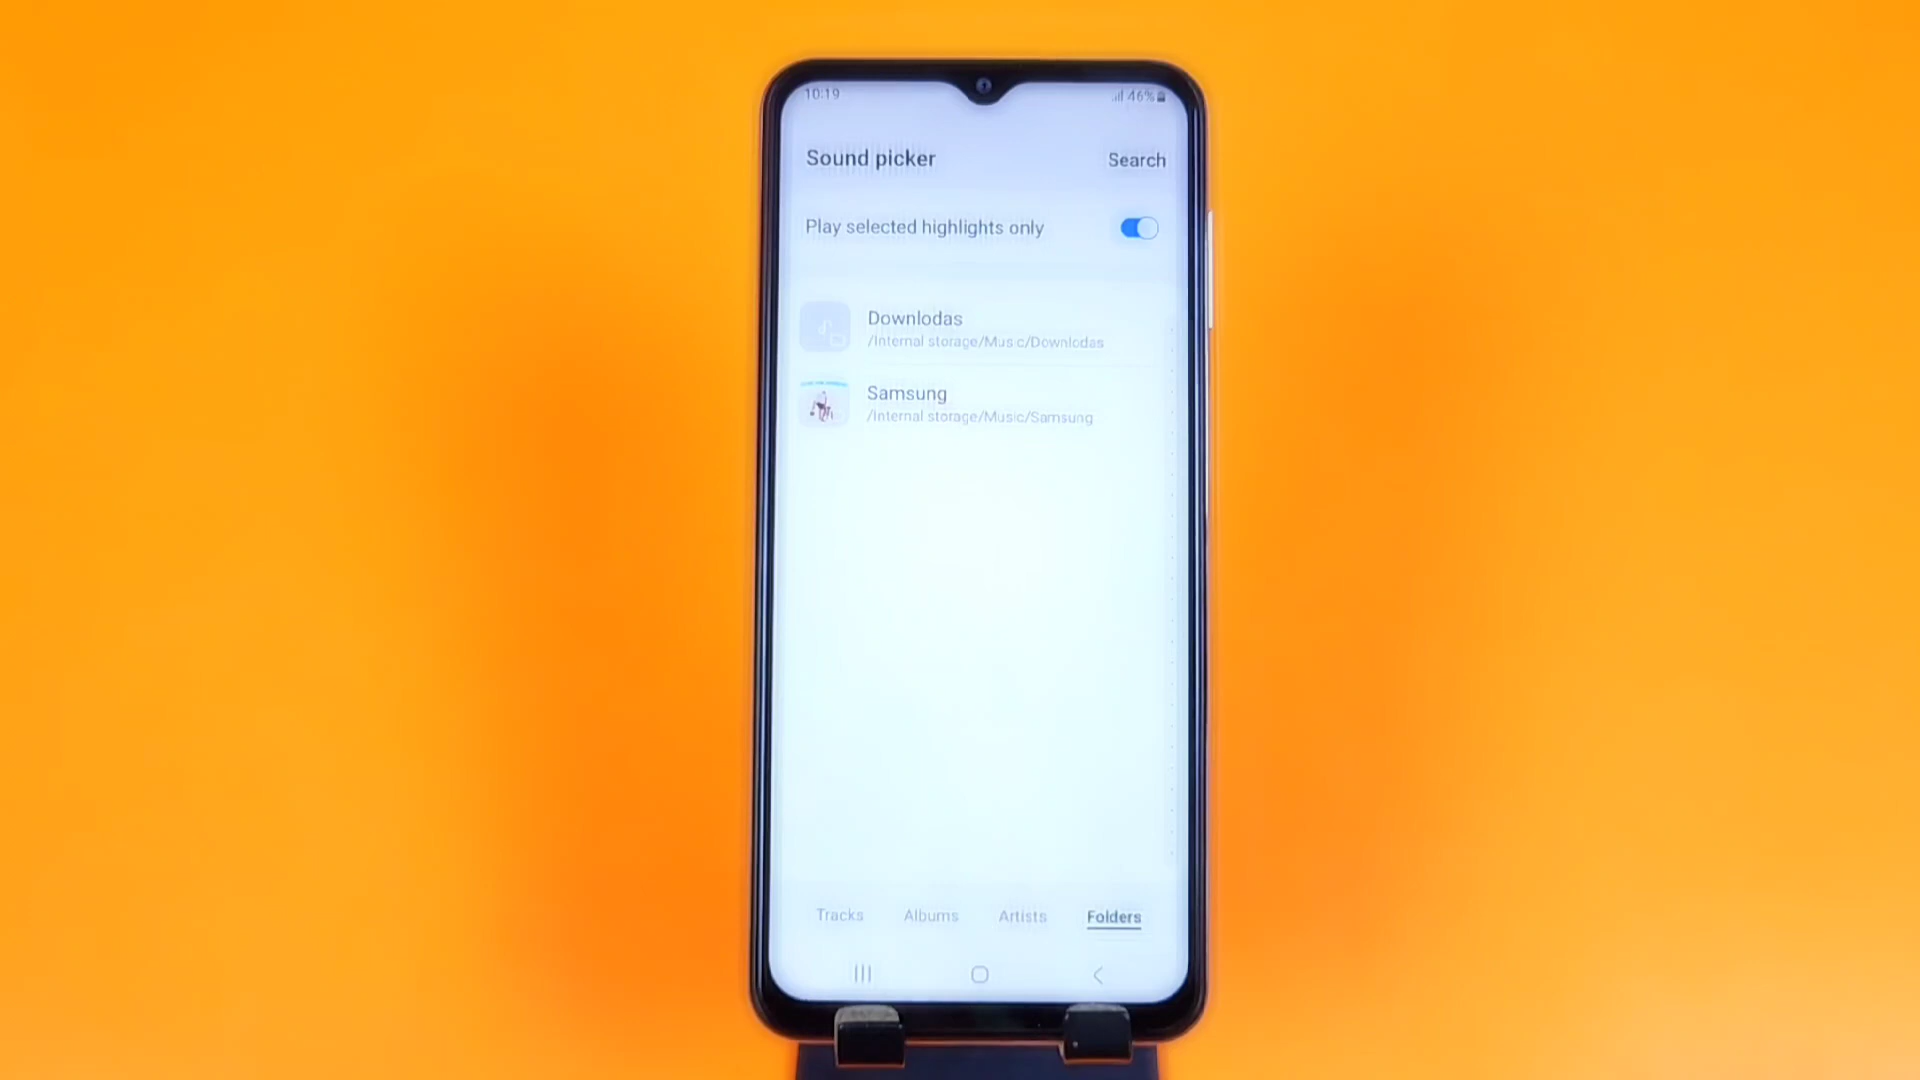 10:19
46%
Sound picker
Search
Play selected highlights only
Downlodas
/Internal storage/Music/Downlodas
Samsung
/Internal storage/Music/Samsung
Tracks
Albums
Artists
Folders